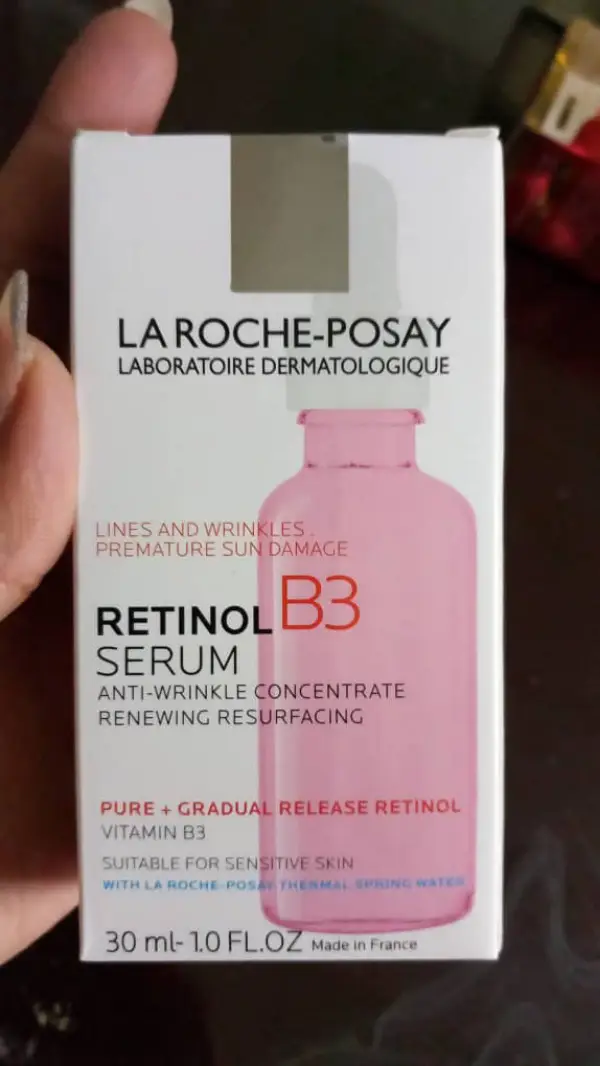 LA ROCHE-POSAY
LABORATOIRE DERMATOLOGIQUE
LINES AND WRINKLES.
PREMATURE SUN DAMAGE
RETINOL B3
SERUM
ANTI-WRINKLE CONCENTRATE
RENEWING RESURFACING
PURE + GRADUAL RELEASE RETINOL
VITAMIN B3
SUITABLE FOR SENSITIVE SKIN
WITH LA ROCHE-POSAY THERMAL SPRING WATER
30 ml- 1.0 FL.OZ Made in France